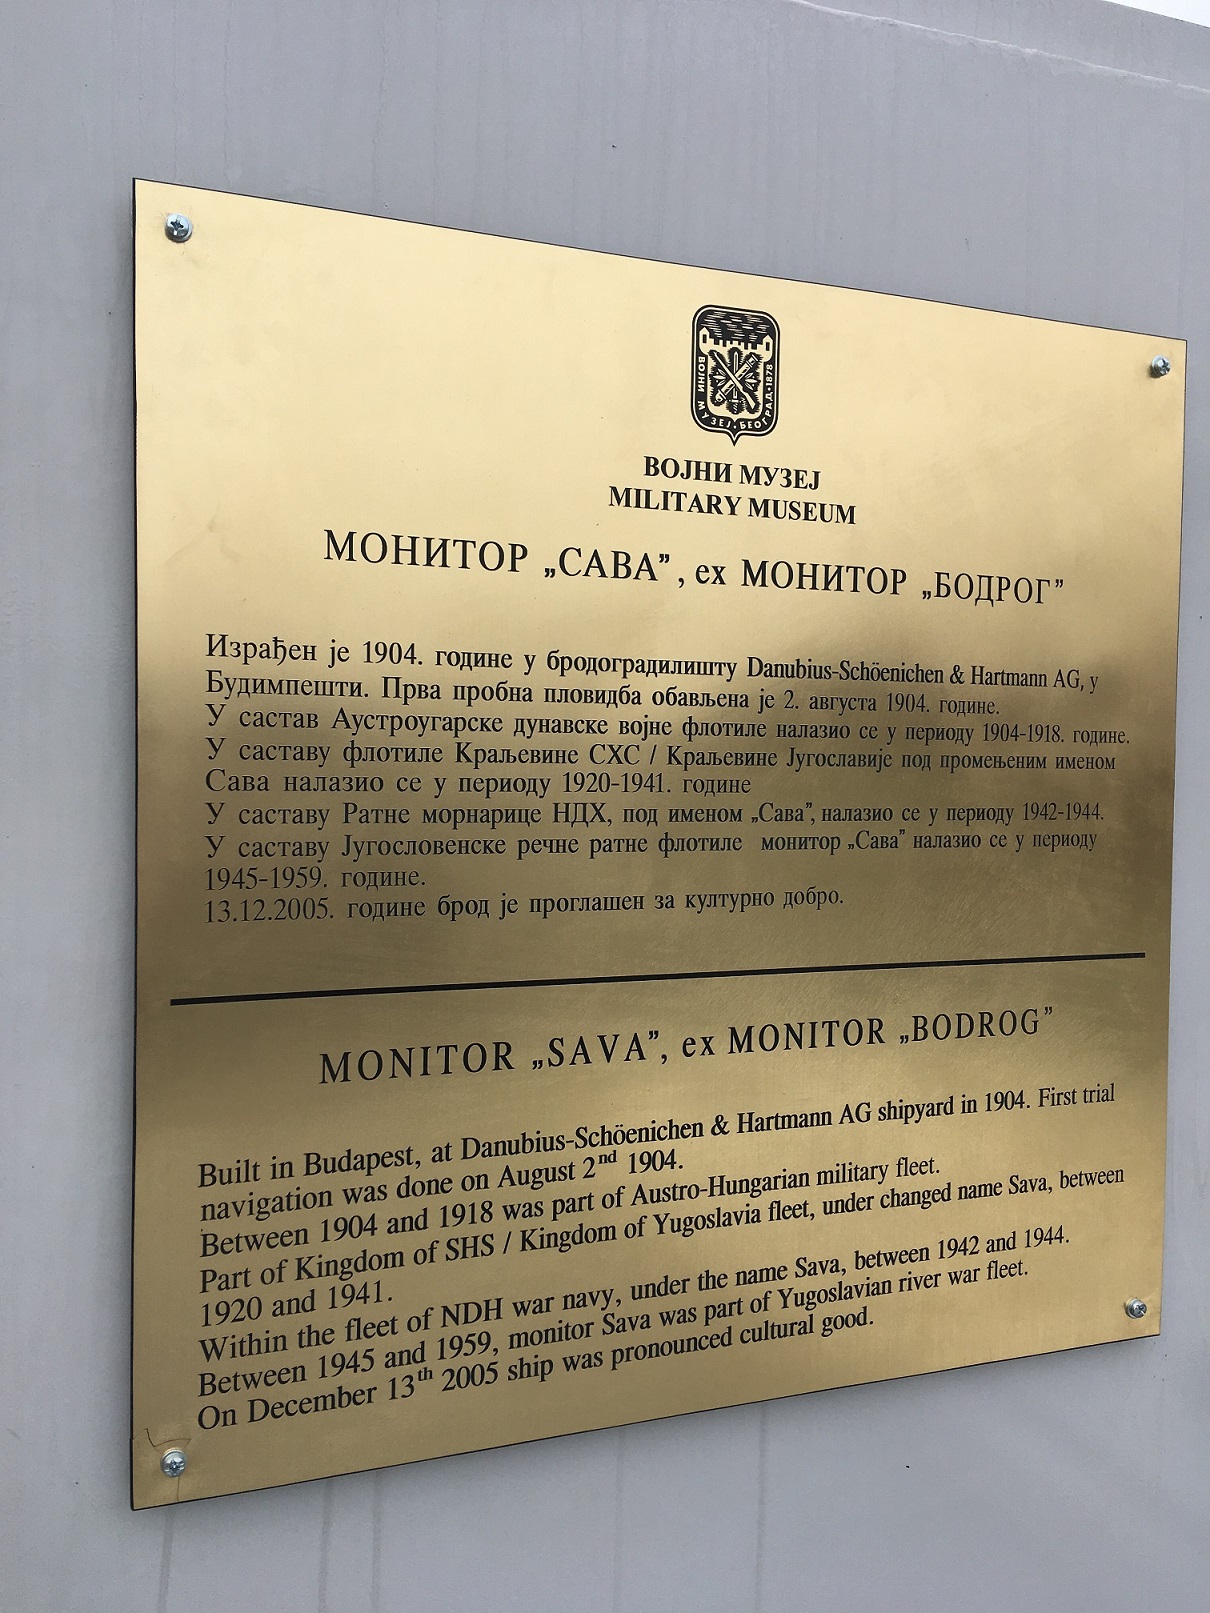 ВОЈНИ МУЗЕЈ · БЕОГРАД · 1878
ВОЈНИ МУЗЕЈ
MILITARY MUSEUM
МОНИТОР „САВА”, ex МОНИТОР „БОДРОГ”
Израђен је 1904. године у бродоградилишту Danubius-Schöenichen & Hartmann AG, у
Будимпешти. Прва пробна пловидба обављена је 2. августа 1904. године.
У састав Аустроугарске дунавске војне флотиле налазио се у периоду 1904-1918. године.
У саставу флотиле Краљевине СХС / Краљевине Југославије под промењеним именом
Сава налазио се у периоду 1920-1941. године
У саставу Ратне морнарице НДХ, под именом „Сава”, налазио се у периоду 1942-1944.
У саставу Југословенске речне ратне флотиле монитор „Сава” налазио се у периоду
1945-1959. године.
13.12.2005. године брод је проглашен за културно добро.
MONITOR „SAVA”, ex MONITOR „BODROG”
Built in Budapest, at Danubius-Schöenichen & Hartmann AG shipyard in 1904. First trial
navigation was done on August 2nd 1904.
Between 1904 and 1918 was part of Austro-Hungarian military fleet.
Part of Kingdom of SHS / Kingdom of Yugoslavia fleet, under changed name Sava, between
1920 and 1941.
Within the fleet of NDH war navy, under the name Sava, between 1942 and 1944.
Between 1945 and 1959, monitor Sava was part of Yugoslavian river war fleet.
On December 13th 2005 ship was pronounced cultural good.